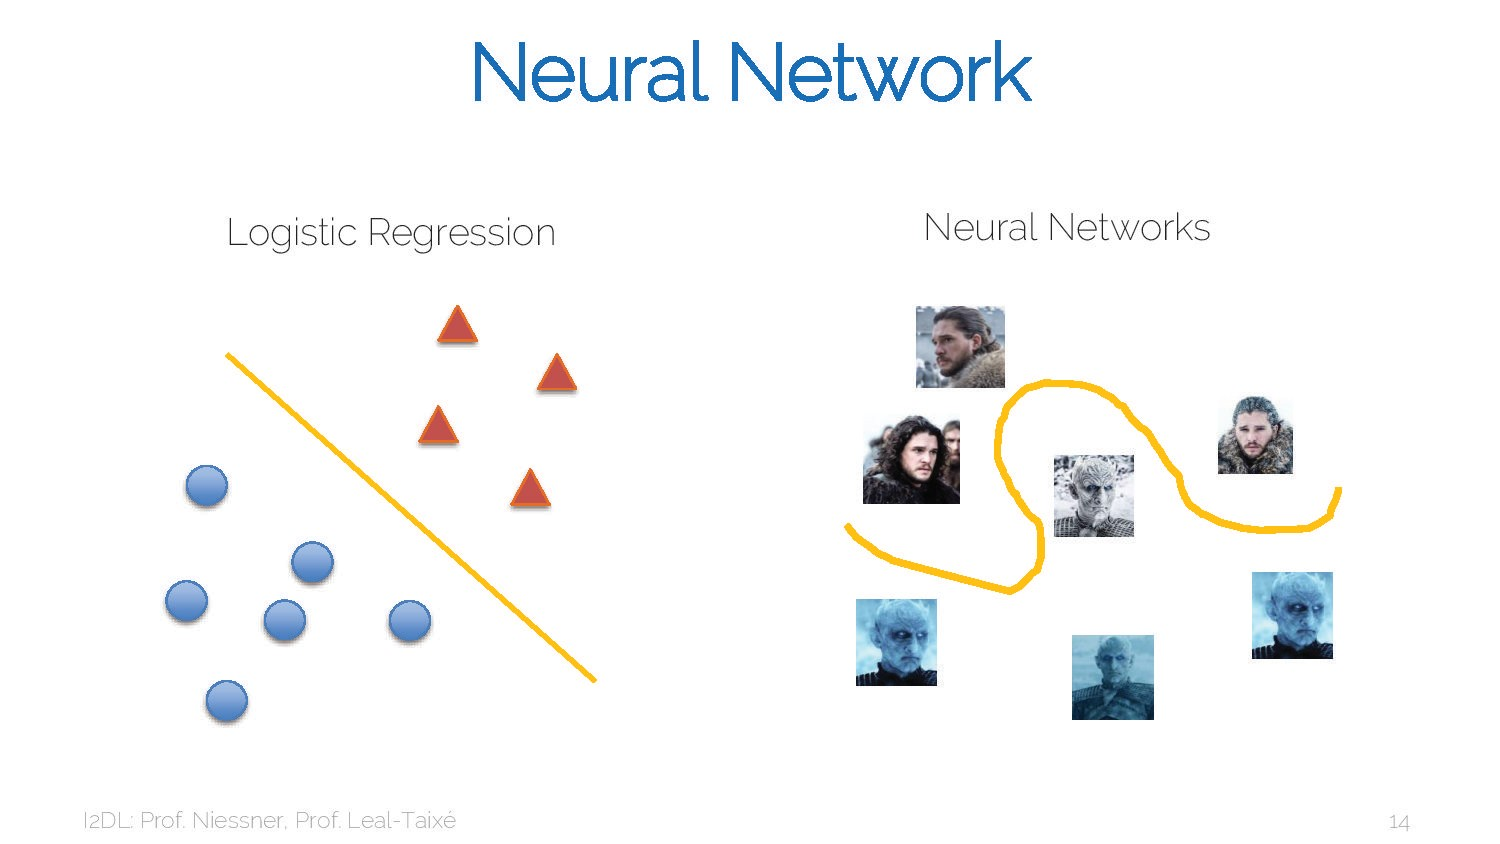 Neural Network
Logistic Regression
Neural Networks
I2DL: Prof. Niessner, Prof. Leal-Taixé
14